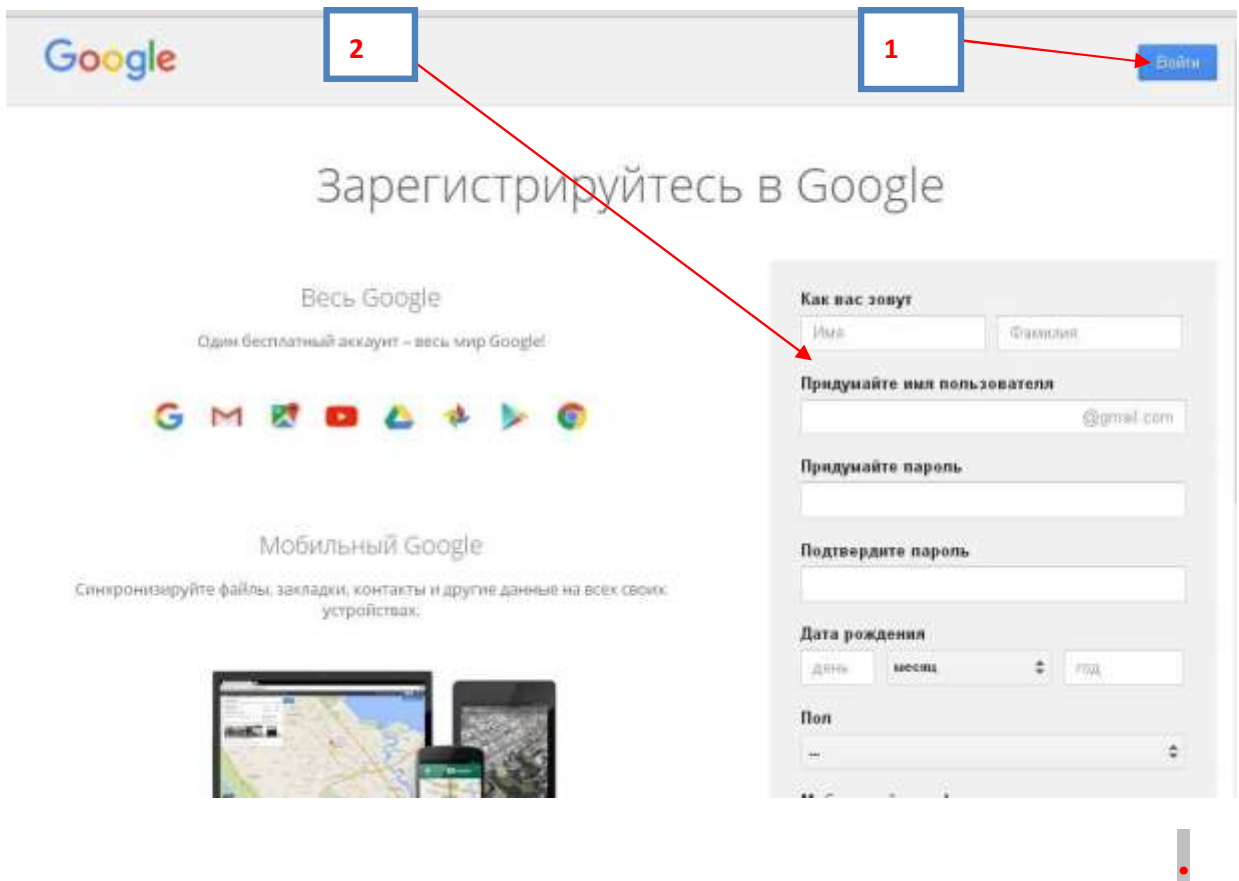 Google
2
1
Войти
Зарегистрируйтесь в Google
Весь Google
Один бесплатный аккаунт – весь мир Google!
Мобильный Google
Синхронизируйте файлы, закладки, контакты и другие данные на всех своих
устройствах.
Как вас зовут
Имя Фамилия
Придумайте имя пользователя
@gmail.com
Придумайте пароль
Подтвердите пароль
Дата рождения
день месяц год
Пол
...